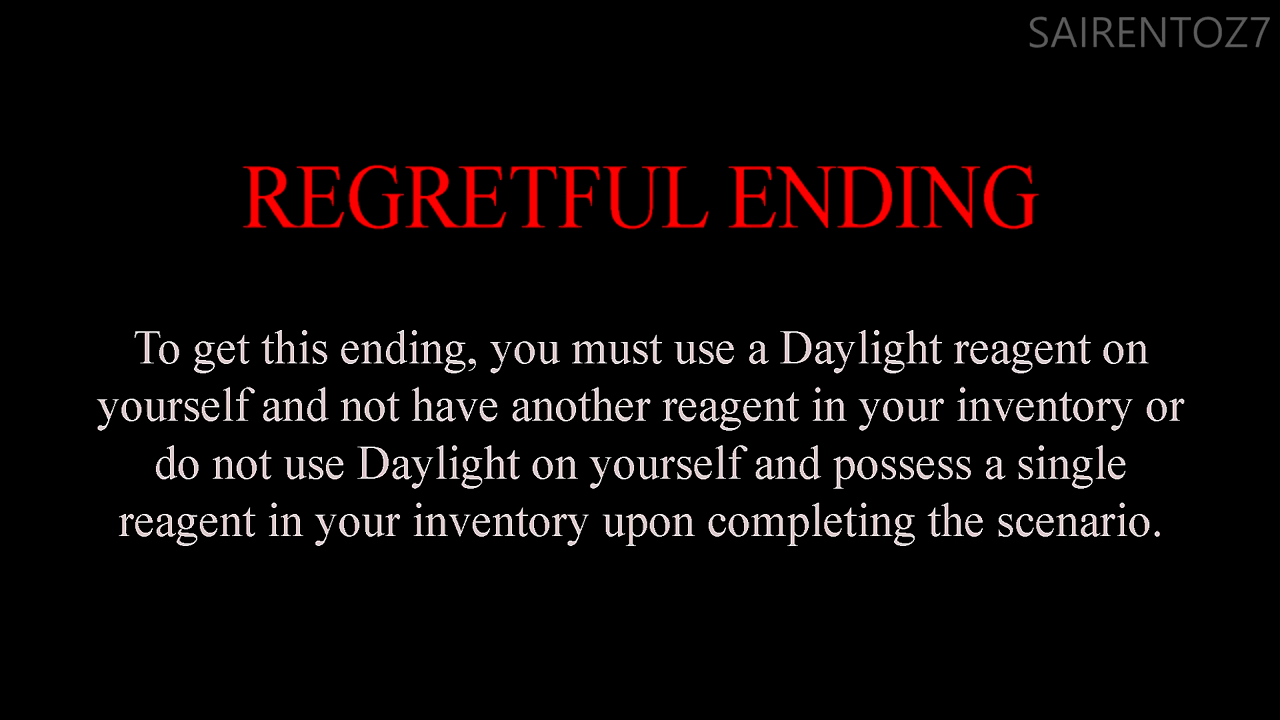 SAIRENTOZ7
REGRETFUL ENDING
To get this ending, you must use a Daylight reagent on
yourself and not have another reagent in your inventory or
do not use Daylight on yourself and possess a single
reagent in your inventory upon completing the scenario.